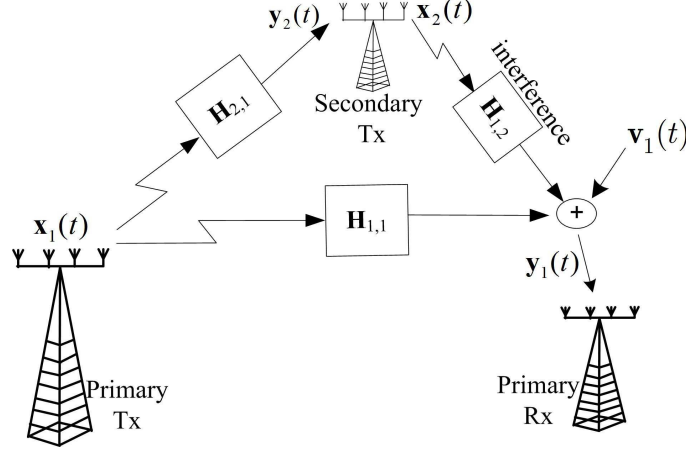 𝐲₂(t)
𝐱₂(t)
𝐇₂,₁
Secondary
Tx
interference
𝐇₁,₂
𝐯₁(t)
𝐱₁(t)
𝐇₁,₁
+
𝐲₁(t)
Primary
Tx
Primary
Rx